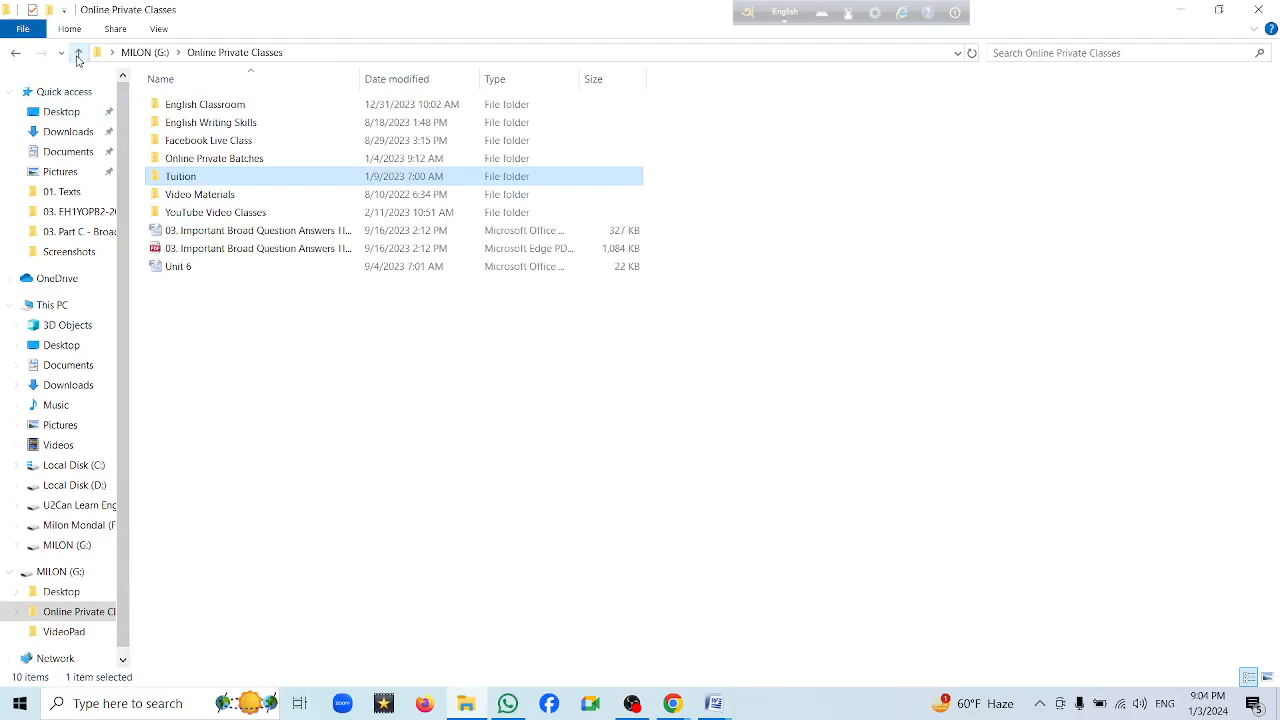 Online Private Classes
English
File Home Share View
MILON (G:) Online Private Classes
Search Online Private Classes
Name Date modified Type Size
English Classroom 12/31/2023 10:02 AM File folder
English Writing Skills 8/18/2023 1:48 PM File folder
Facebook Live Class 8/29/2023 3:15 PM File folder
Online Private Batches 1/4/2023 9:12 AM File folder
Tuition 1/9/2023 7:00 AM File folder
Video Materials 8/10/2022 6:34 PM File folder
YouTube Video Classes 2/11/2023 10:51 AM File folder
03. Important Broad Question Answers (I... 9/16/2023 2:12 PM Microsoft Office ... 327 KB
03. Important Broad Question Answers (I... 9/16/2023 2:12 PM Microsoft Edge PD... 1,084 KB
Unit 6 9/4/2023 7:01 AM Microsoft Office ... 22 KB
Quick access
Desktop
Downloads
Documents
Pictures
01. Texts
03. EH1YOPB2-20
03. Part C - Broa
Screenshots
OneDrive
This PC
3D Objects
Desktop
Documents
Downloads
Music
Pictures
Videos
Local Disk (C:)
Local Disk (D:)
U2Can Learn Eng
Milon Mondal (F
MILON (G:)
MILON (G:)
Desktop
Online Private Cl
VideoPad
Network
10 items 1 item selected
Type here to search
zoom
1
60°F Haze
ENG
9:04 PM
1/3/2024
5